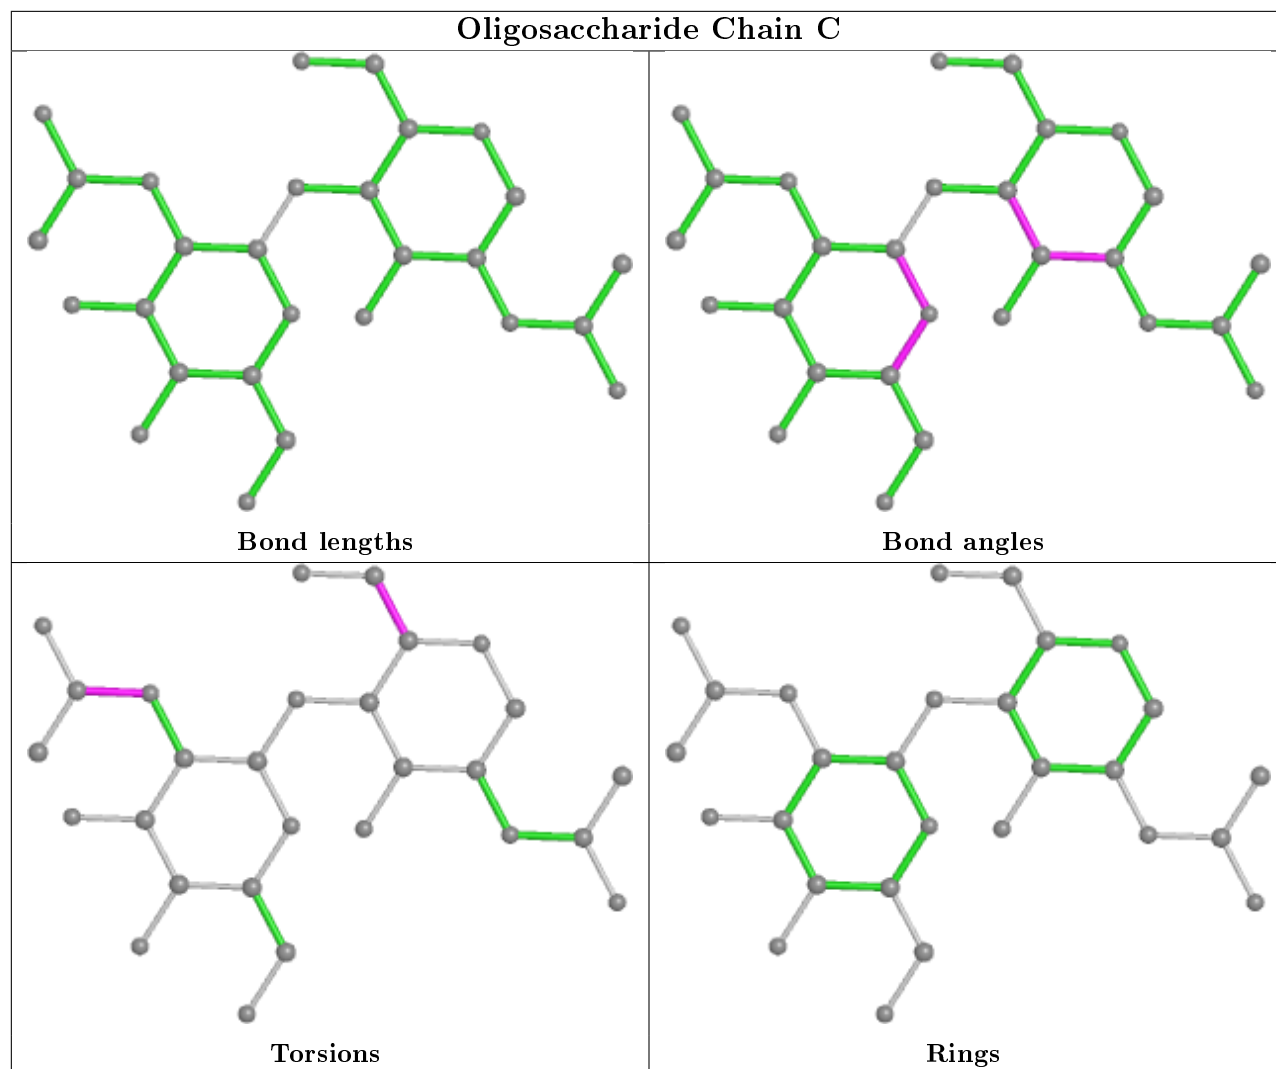 Oligosaccharide Chain C
Bond lengths
Bond angles
Torsions
Rings